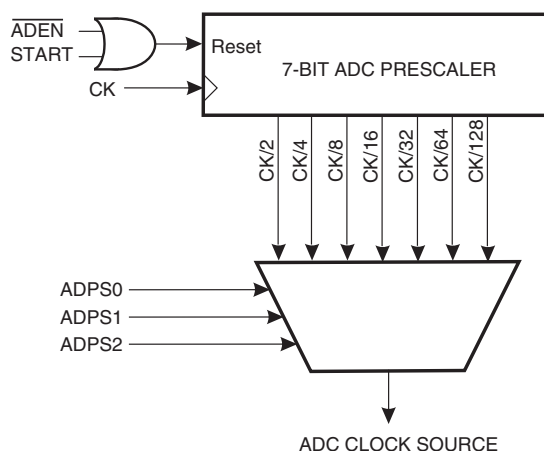 ADEN
START
Reset
7-BIT ADC PRESCALER
CK
CK/2
CK/4
CK/8
CK/16
CK/32
CK/64
CK/128
ADPS0
ADPS1
ADPS2
ADC CLOCK SOURCE